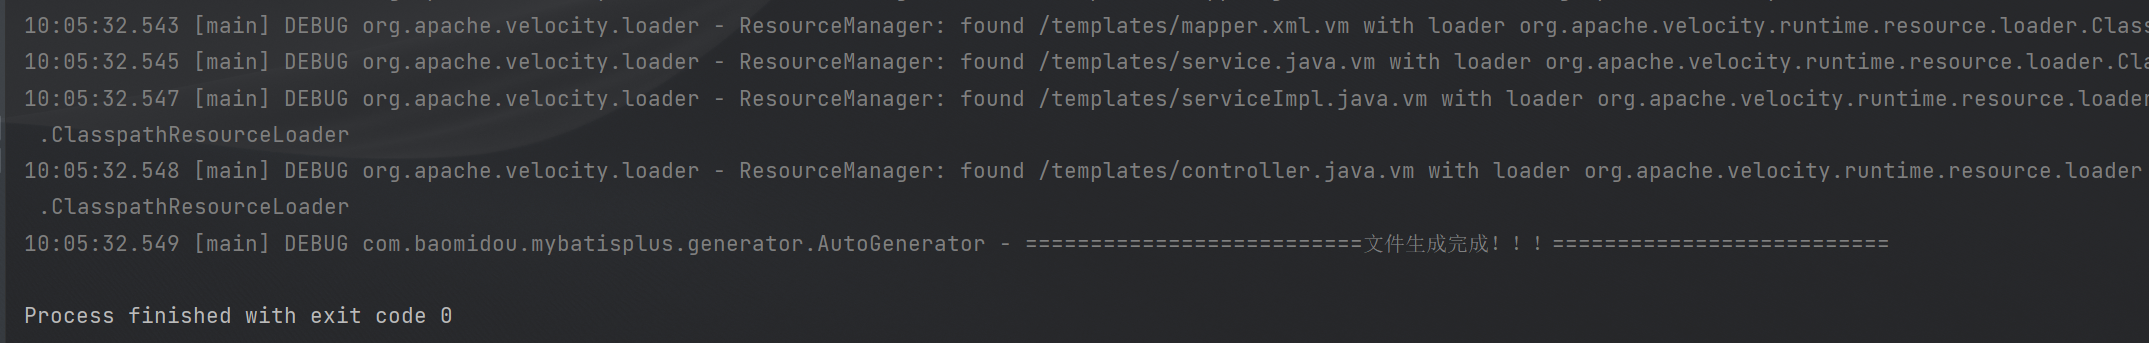 10:05:32.543 [main] DEBUG org.apache.velocity.loader - ResourceManager: found /templates/mapper.xml.vm with loader org.apache.velocity.runtime.resource.loader.Class
10:05:32.545 [main] DEBUG org.apache.velocity.loader - ResourceManager: found /templates/service.java.vm with loader org.apache.velocity.runtime.resource.loader.Cla
10:05:32.547 [main] DEBUG org.apache.velocity.loader - ResourceManager: found /templates/serviceImpl.java.vm with loader org.apache.velocity.runtime.resource.loader
.ClasspathResourceLoader
10:05:32.548 [main] DEBUG org.apache.velocity.loader - ResourceManager: found /templates/controller.java.vm with loader org.apache.velocity.runtime.resource.loader
.ClasspathResourceLoader
10:05:32.549 [main] DEBUG com.baomidou.mybatisplus.generator.AutoGenerator - ==========================文件生成完成!!!==========================
Process finished with exit code 0